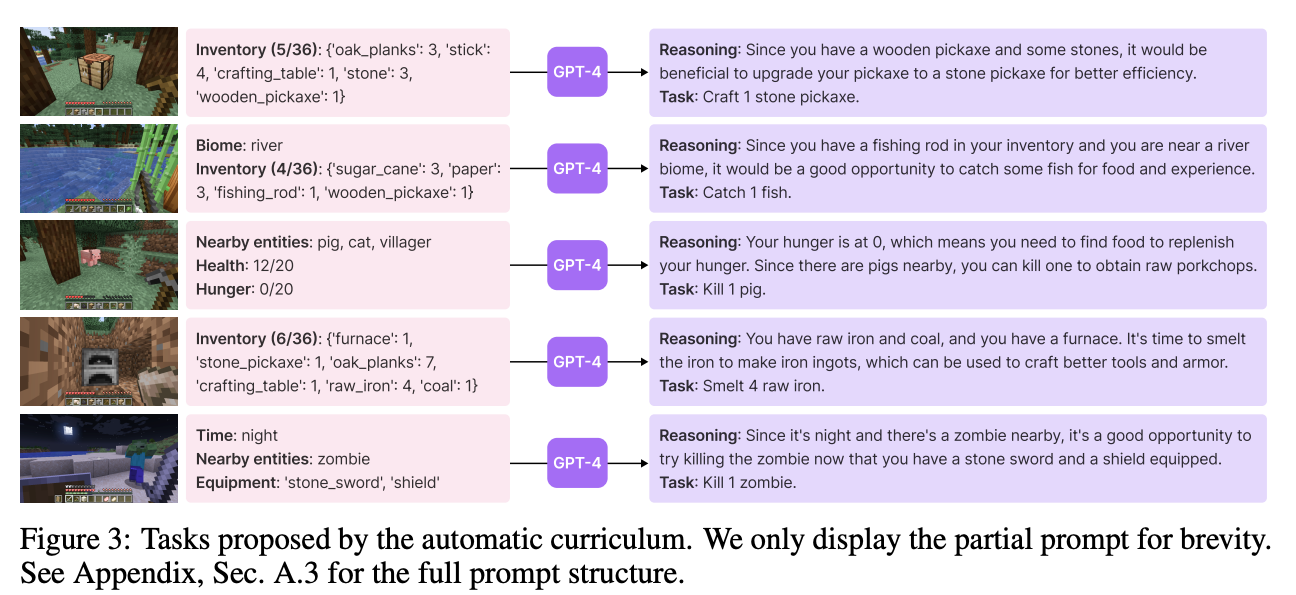 Inventory (5/36): {'oak_planks': 3, 'stick':
4, 'crafting_table': 1, 'stone': 3,
'wooden_pickaxe': 1}
GPT-4
Reasoning: Since you have a wooden pickaxe and some stones, it would be
beneficial to upgrade your pickaxe to a stone pickaxe for better efficiency.
Task: Craft 1 stone pickaxe.
Biome: river
Inventory (4/36): {'sugar_cane': 3, 'paper':
3, 'fishing_rod': 1, 'wooden_pickaxe': 1}
GPT-4
Reasoning: Since you have a fishing rod in your inventory and you are near a river
biome, it would be a good opportunity to catch some fish for food and experience.
Task: Catch 1 fish.
Nearby entities: pig, cat, villager
Health: 12/20
Hunger: 0/20
GPT-4
Reasoning: Your hunger is at 0, which means you need to find food to replenish
your hunger. Since there are pigs nearby, you can kill one to obtain raw porkchops.
Task: Kill 1 pig.
Inventory (6/36): {'furnace': 1,
'stone_pickaxe': 1, 'oak_planks': 7,
'crafting_table': 1, 'raw_iron': 4, 'coal': 1}
GPT-4
Reasoning: You have raw iron and coal, and you have a furnace. It's time to smelt
the iron to make iron ingots, which can be used to craft better tools and armor.
Task: Smelt 4 raw iron.
Time: night
Nearby entities: zombie
Equipment: 'stone_sword', 'shield'
GPT-4
Reasoning: Since it's night and there's a zombie nearby, it's a good opportunity to
try killing the zombie now that you have a stone sword and a shield equipped.
Task: Kill 1 zombie.
Figure 3: Tasks proposed by the automatic curriculum. We only display the partial prompt for brevity.
See Appendix, Sec. A.3 for the full prompt structure.